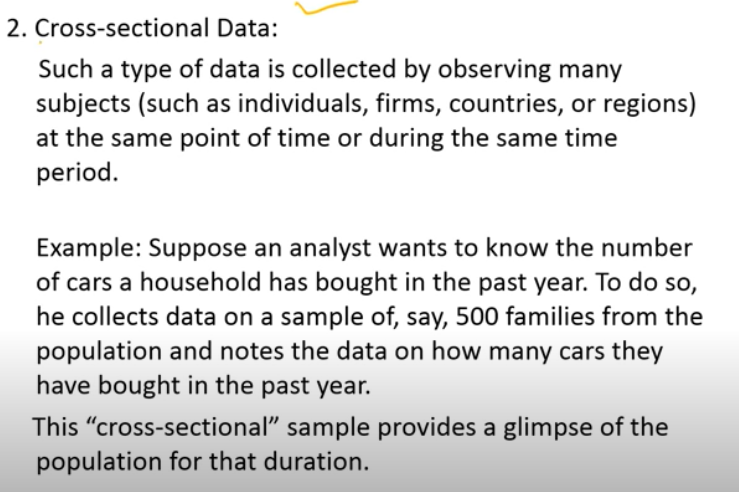 2. Cross-sectional Data:
Such a type of data is collected by observing many
subjects (such as individuals, firms, countries, or regions)
at the same point of time or during the same time
period.
Example: Suppose an analyst wants to know the number
of cars a household has bought in the past year. To do so,
he collects data on a sample of, say, 500 families from the
population and notes the data on how many cars they
have bought in the past year.
This “cross-sectional” sample provides a glimpse of the
population for that duration.